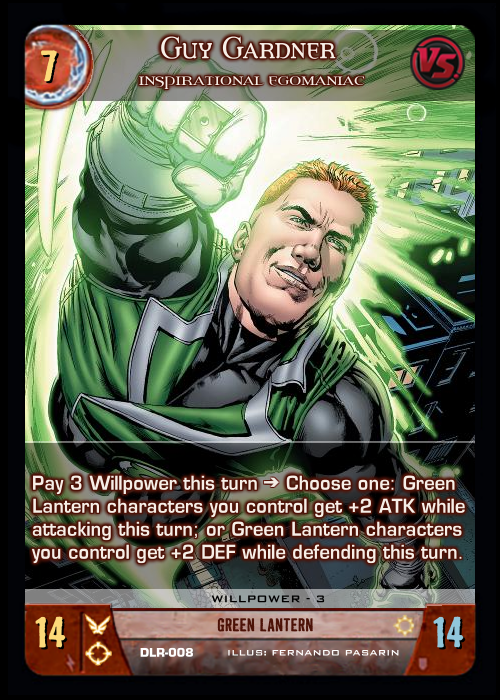 7
GUY GARDNER
INSPIRATIONAL EGOMANIAC
VS.
Pay 3 Willpower this turn → Choose one: Green
Lantern characters you control get +2 ATK while
attacking this turn; or Green Lantern characters
you control get +2 DEF while defending this turn.
WILLPOWER - 3
14
GREEN LANTERN
14
DLR-008
ILLUS: FERNANDO PASARIN